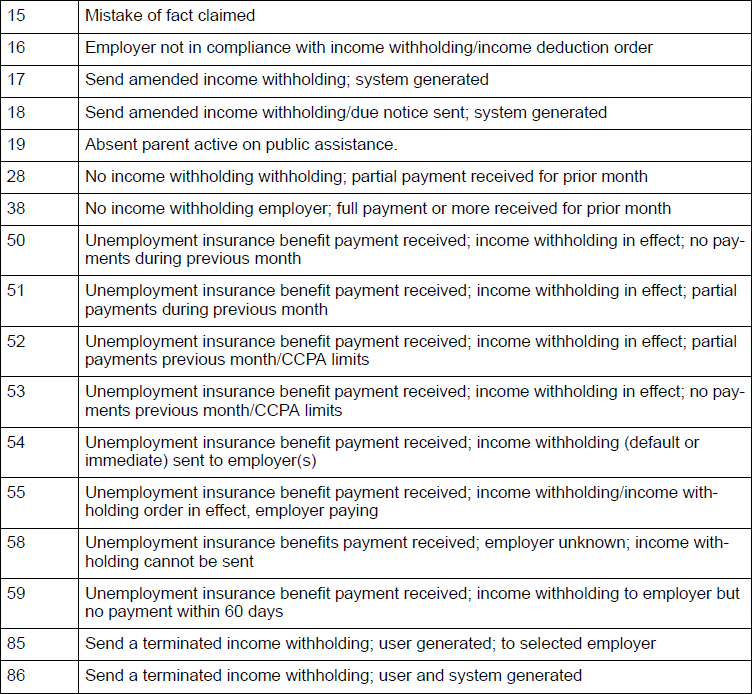 15 Mistake of fact claimed
16 Employer not in compliance with income withholding/income deduction order
17 Send amended income withholding; system generated
18 Send amended income withholding/due notice sent; system generated
19 Absent parent active on public assistance.
28 No income withholding withholding; partial payment received for prior month
38 No income withholding employer; full payment or more received for prior month
50 Unemployment insurance benefit payment received; income withholding in effect; no pay-
ments during previous month
51 Unemployment insurance benefit payment received; income withholding in effect; partial
payments during previous month
52 Unemployment insurance benefit payment received; income withholding in effect; partial
payments previous month/CCPA limits
53 Unemployment insurance benefit payment received; income withholding in effect; no pay-
ments previous month/CCPA limits
54 Unemployment insurance benefit payment received; income withholding (default or
immediate) sent to employer(s)
55 Unemployment insurance benefit payment received; income withholding/income with-
holding order in effect, employer paying
58 Unemployment insurance benefits payment received; employer unknown; income with-
holding cannot be sent
59 Unemployment insurance benefit payment received; income withholding to employer but
no payment within 60 days
85 Send a terminated income withholding; user generated; to selected employer
86 Send a terminated income withholding; user and system generated